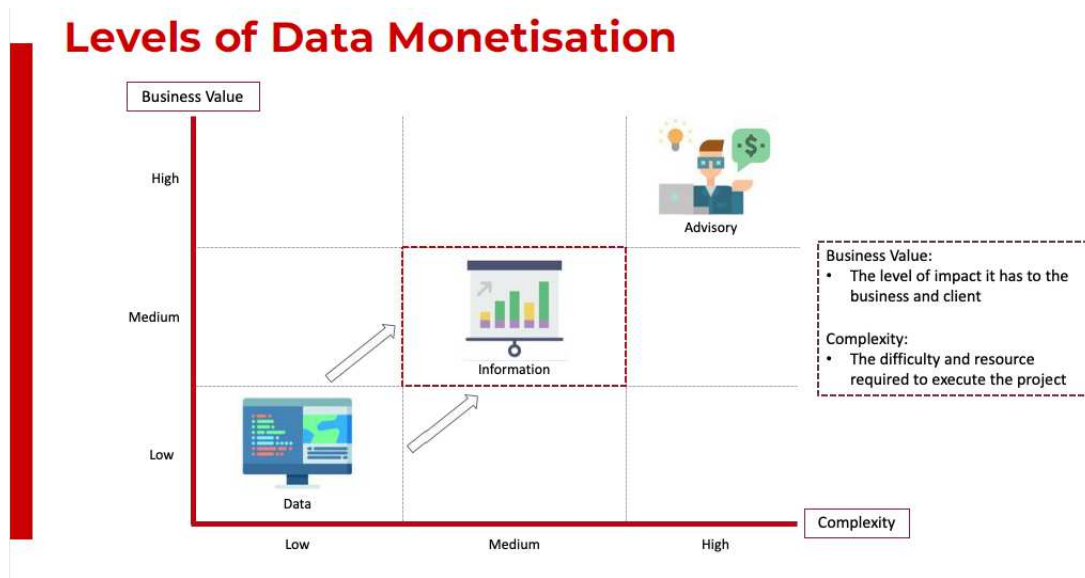 Levels of Data Monetisation
Business Value
High
Advisory
Medium
Information
Low
Data
Low
Medium
High
Complexity
Business Value:
• The level of impact it has to the
business and client
Complexity:
• The difficulty and resource
required to execute the project